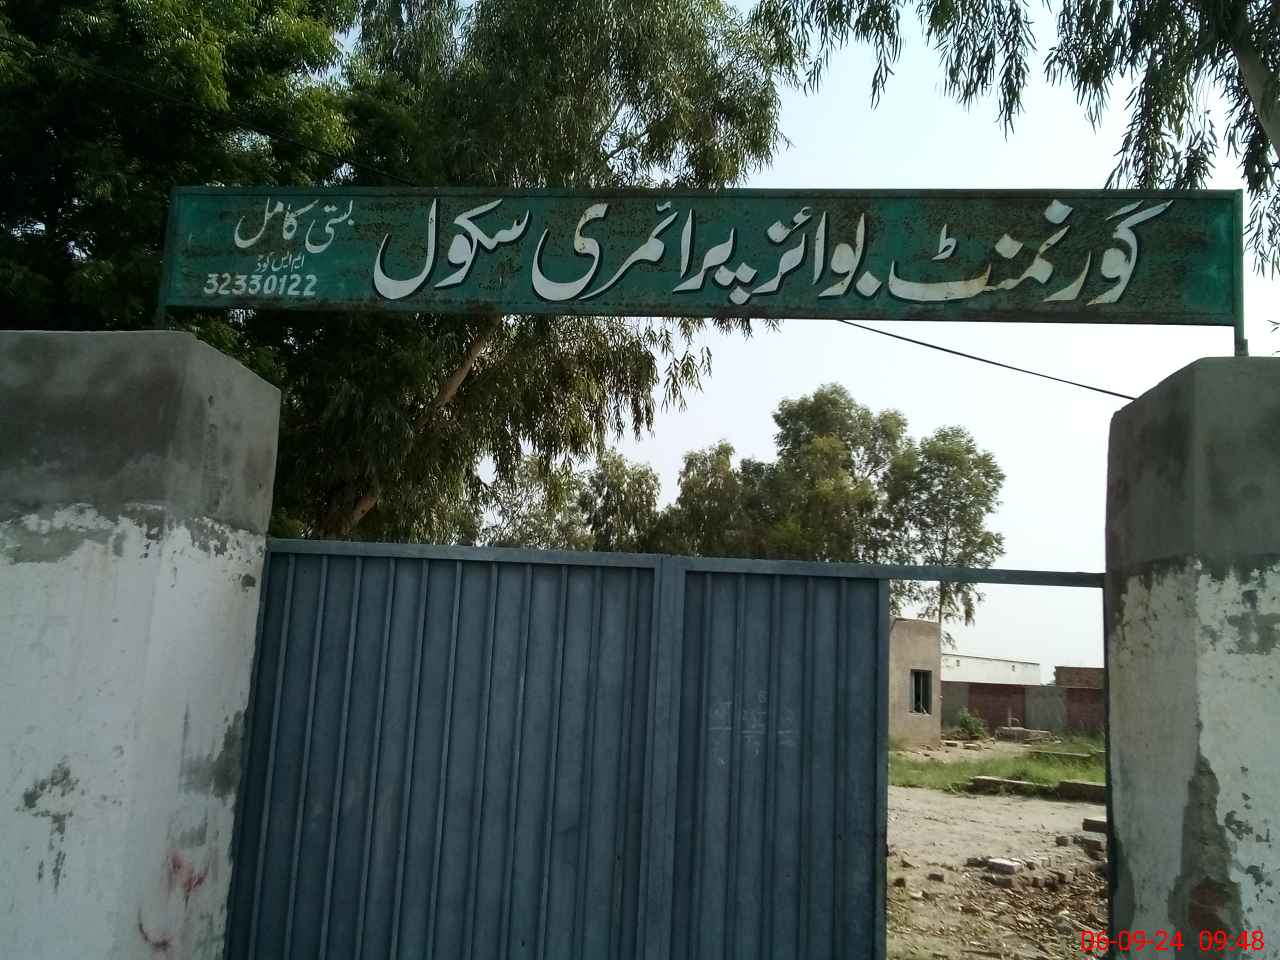 گورنمنٹ بوائز پرائمری سکول
بستی کامل
ایم ایس کوڈ
32330122
06-09-24 09:48